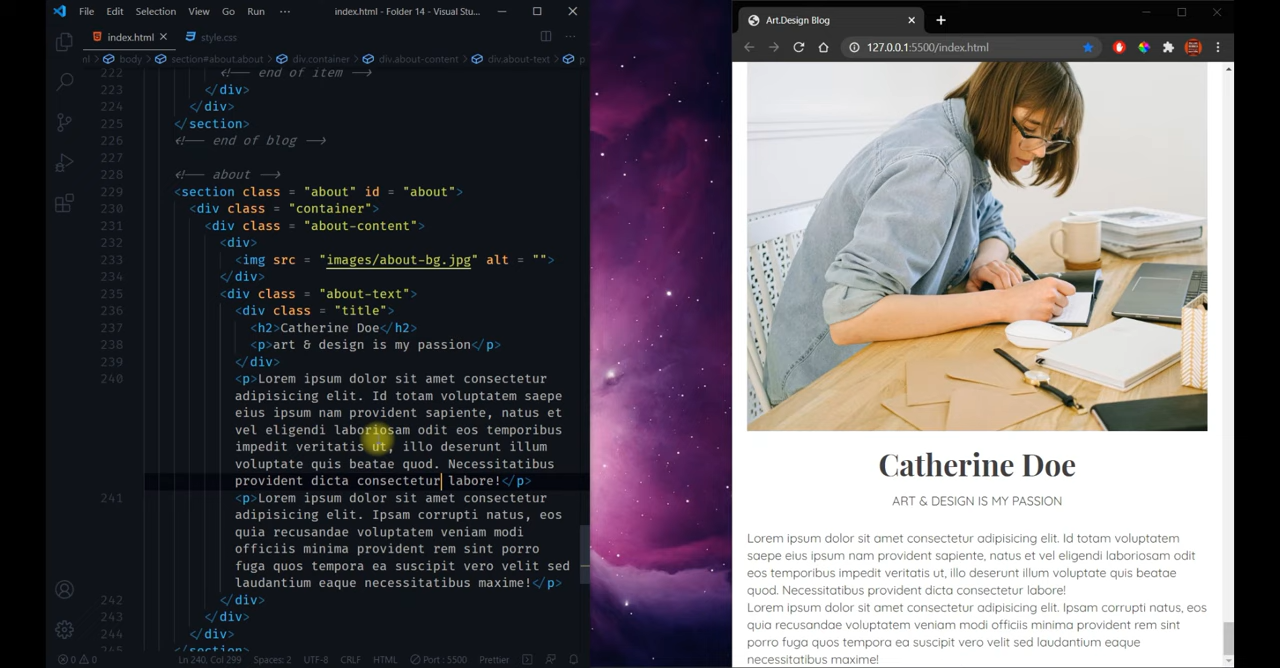 File Edit Selection View Go Run ··· index.html - Folder 14 - Visual Stu...
index.html style.css
body section#about.about div.container div.about-content div.about-text p
222 <!-- end of item -->
223 </div>
224 </div>
225 </section>
226 <!-- end of blog -->
227
228 <!-- about -->
229 <section class = "about" id = "about">
230 <div class = "container">
231 <div class = "about-content">
232 <div>
233 <img src = "images/about-bg.jpg" alt = "">
234 </div>
235 <div class = "about-text">
236 <div class = "title">
237 <h2>Catherine Doe</h2>
238 <p>art & design is my passion</p>
239 </div>
240 <p>Lorem ipsum dolor sit amet consectetur
adipisicing elit. Id totam voluptatem saepe
eius ipsum nam provident sapiente, natus et
vel eligendi laboriosam odit eos temporibus
impedit veritatis ut, illo deserunt illum
voluptate quis beatae quod. Necessitatibus
provident dicta consectetur labore!</p>
241 <p>Lorem ipsum dolor sit amet consectetur
adipisicing elit. Ipsam corrupti natus, eos
quia recusandae voluptatem veniam modi
officiis minima provident rem sint porro
fuga quos tempora ea suscipit vero velit sed
laudantium eaque necessitatibus maxime!</p>
242 </div>
243 </div>
244 </div>
0 0 Ln 240, Col 299 Spaces: 2 UTF-8 CRLF HTML Port : 5500 Prettier
Art.Design Blog
127.0.0.1:5500/index.html
Catherine Doe
ART & DESIGN IS MY PASSION
Lorem ipsum dolor sit amet consectetur adipisicing elit. Id totam voluptatem
saepe eius ipsum nam provident sapiente, natus et vel eligendi laboriosam odit
eos temporibus impedit veritatis ut, illo deserunt illum voluptate quis beatae
quod. Necessitatibus provident dicta consectetur labore!
Lorem ipsum dolor sit amet consectetur adipisicing elit. Ipsam corrupti natus, eos
quia recusandae voluptatem veniam modi officiis minima provident rem sint
porro fuga quos tempora ea suscipit vero velit sed laudantium eaque
necessitatibus maxime!